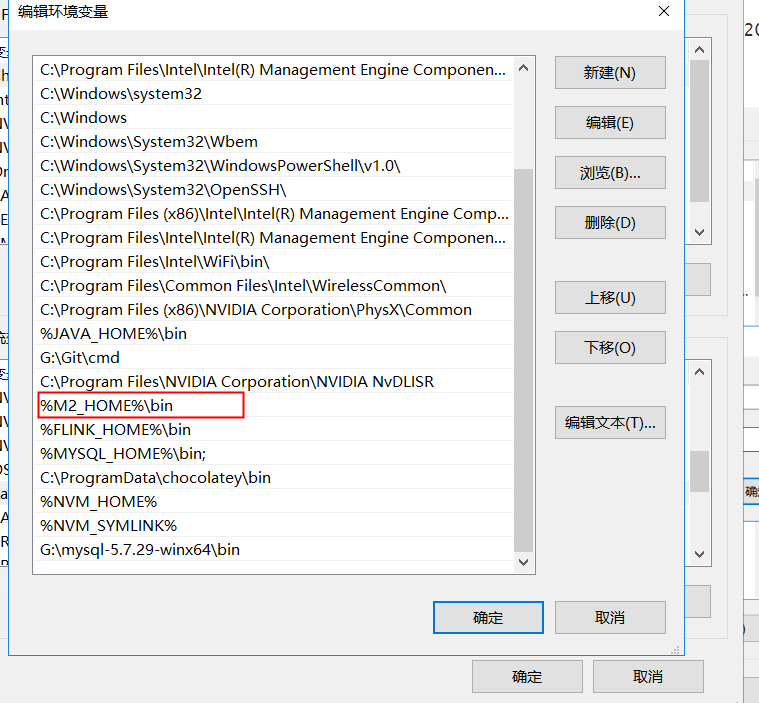 编辑环境变量
C:\Program Files\Intel\Intel(R) Management Engine Componen...
C:\Windows\system32
C:\Windows
C:\Windows\System32\Wbem
C:\Windows\System32\WindowsPowerShell\v1.0\
C:\Windows\System32\OpenSSH\
C:\Program Files (x86)\Intel\Intel(R) Management Engine Comp...
C:\Program Files\Intel\Intel(R) Management Engine Componen...
C:\Program Files\Intel\WiFi\bin\
C:\Program Files\Common Files\Intel\WirelessCommon\
C:\Program Files (x86)\NVIDIA Corporation\PhysX\Common
%JAVA_HOME%\bin
G:\Git\cmd
C:\Program Files\NVIDIA Corporation\NVIDIA NvDLISR
%M2_HOME%\bin
%FLINK_HOME%\bin
%MYSQL_HOME%\bin;
C:\ProgramData\chocolatey\bin
%NVM_HOME%
%NVM_SYMLINK%
G:\mysql-5.7.29-winx64\bin
新建(N)
编辑(E)
浏览(B)...
删除(D)
上移(U)
下移(O)
编辑文本(T)...
确定
取消
确定
取消